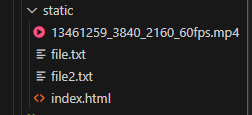 static
13461259_3840_2160_60fps.mp4
file.txt
file2.txt
index.html